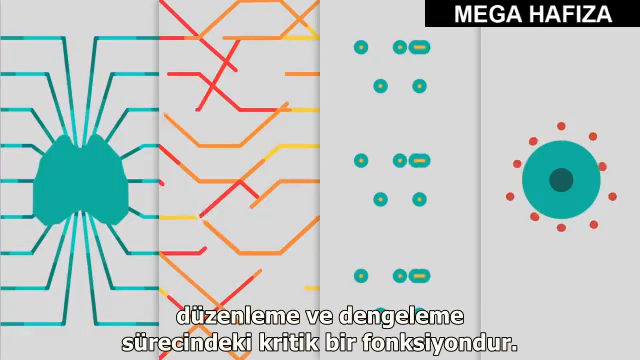 MEGA HAFIZA
düzenleme ve dengeleme
sürecindeki kritik bir fonksiyondur.